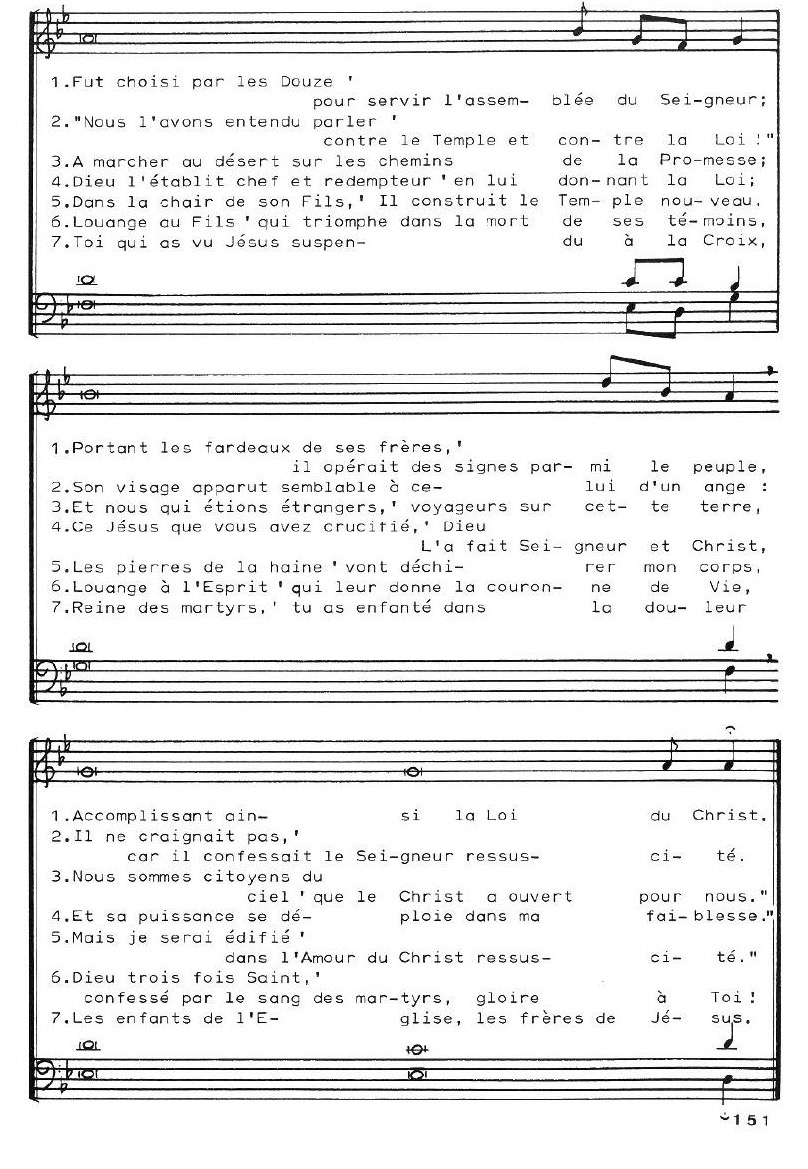 1.Fut choisi par les Douze '
pour servir l'assem- blée du Sei-gneur;
2."Nous l'avons entendu parler '
contre le Temple et con- tre la Loi !"
3.A marcher au désert sur les chemins de la Pro-messe;
4.Dieu l'établit chef et redempteur ' en lui don-nant la Loi;
5.Dans la chair de son Fils,' Il construit le Tem- ple nou-veau.
6.Louange au Fils ' qui triomphe dans la mort de ses té-moins,
7.Toi qui as vu Jésus suspen- du à la Croix,
1.Portant les fardeaux de ses frères,'
il opérait des signes par- mi le peuple,
2.Son visage apparut semblable à ce- lui d'un ange :
3.Et nous qui étions étrangers,' voyageurs sur cet- te terre,
4.Ce Jésus que vous avez crucifié,' Dieu
L'a fait Sei- gneur et Christ,
5.Les pierres de la haine ' vont déchi- rer mon corps,
6.Louange à l'Esprit ' qui leur donne la couron- ne de Vie,
7.Reine des martyrs,' tu as enfanté dans la dou- leur
1.Accomplissant ain- si la Loi du Christ.
2.Il ne craignait pas,'
car il confessait le Sei-gneur ressus- ci- té.
3.Nous sommes citoyens du
ciel ' que le Christ a ouvert pour nous."
4.Et sa puissance se dé- ploie dans ma fai-blesse."
5.Mais je serai édifié '
dans l'Amour du Christ ressus- ci- té."
6.Dieu trois fois Saint,'
confessé par le sang des mar-tyrs, gloire à Toi !
7.Les enfants de l'E- glise, les frères de Jé- sus.
151